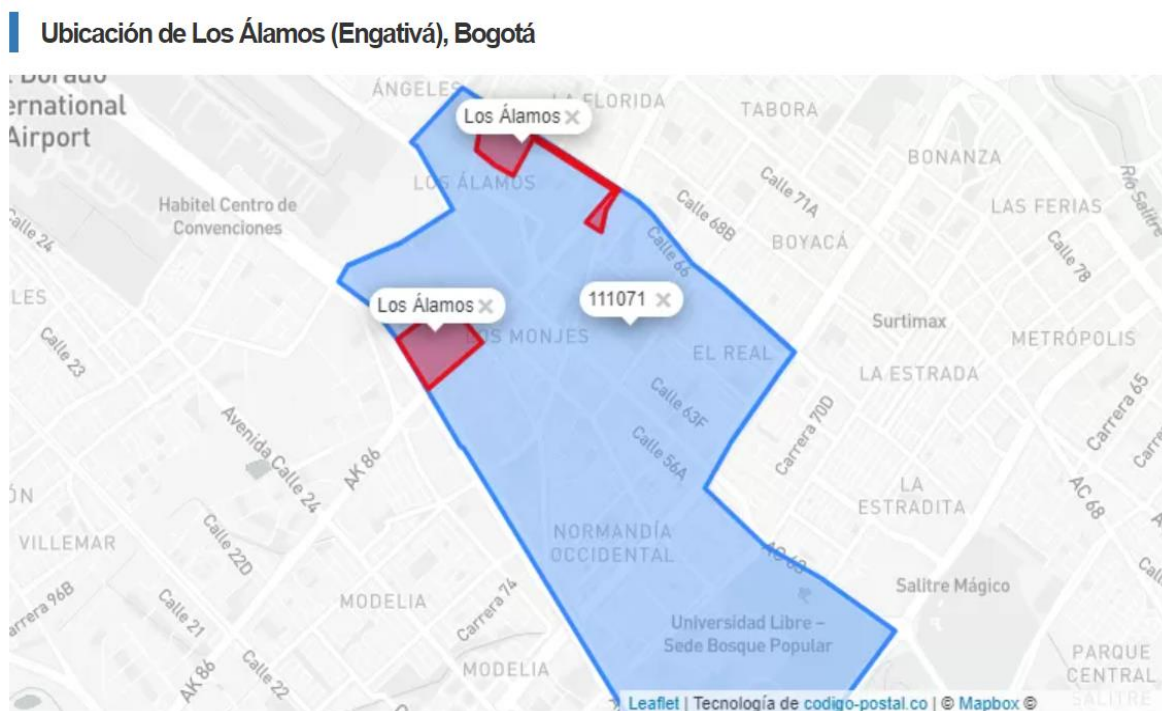 Ubicación de Los Álamos (Engativá), Bogotá
Dorado
ernational
Airport
ÁNGELES
LA FLORIDA
TABORA
Los Álamos ×
BONANZA
Río Salitre
LOS ÁLAMOS
Calle 71A
Habitel Centro de
Convenciones
Calle 68B
LAS FERIAS
Calle 24
BOYACÁ
Calle 66
Calle 78
LES
Los Álamos ×
111071 ×
Surtimax
LOS MONJES
EL REAL
METRÓPOLIS
Calle 23
LA ESTRADA
Calle 63F
Carrera 65
Carrera 70D
Avenida Calle 24
AK 86
Calle 56A
LA
ESTRADITA
AC 68
NORMANDÍA
OCCIDENTAL
VILLEMAR
Calle 22D
AC 63
Salitre Mágico
Carrera 96B
Calle 21
MODELIA
Carrera 74
Universidad Libre –
Sede Bosque Popular
PARQUE
CENTRAL
SALITRE
AK 86
Calle 22
MODELIA
Leaflet | Tecnología de codigo-postal.co | © Mapbox ©